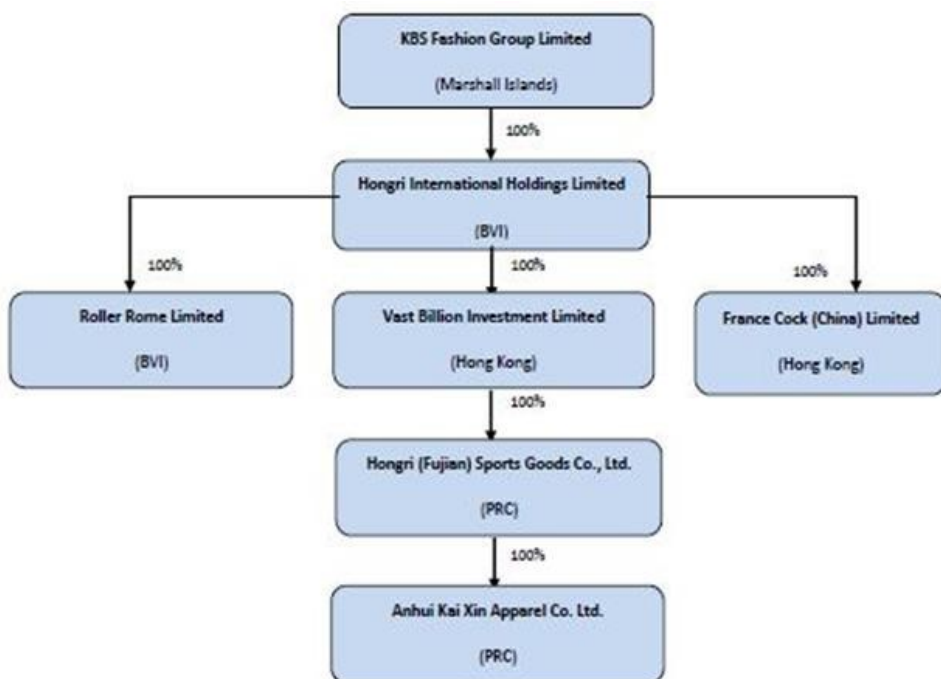 KBS Fashion Group Limited
(Marshall Islands)
100%
Hongri International Holdings Limited
(BVI)
100%
100%
100%
Roller Rome Limited
(BVI)
Vast Billion Investment Limited
(Hong Kong)
France Cock (China) Limited
(Hong Kong)
100%
Hongri (Fujian) Sports Goods Co., Ltd.
(PRC)
100%
Anhui Kai Xin Apparel Co. Ltd.
(PRC)